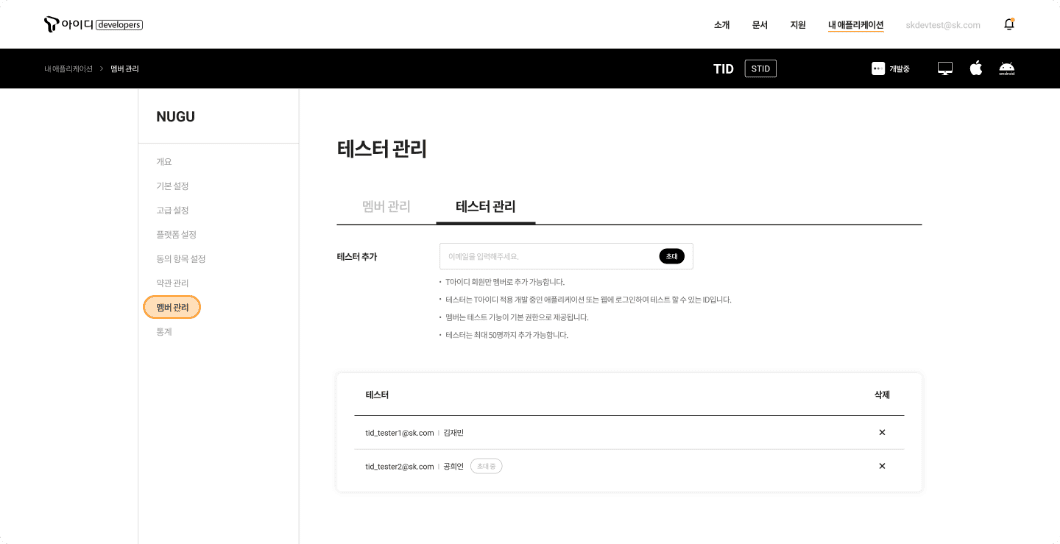 아이디 developers
소개 문서 지원 내 애플리케이션 skdevtest@sk.com
내 애플리케이션 > 멤버 관리 TID STID 개발중 android
NUGU
개요
기본 설정
고급 설정
플랫폼 설정
동의 항목 설정
약관 관리
멤버 관리
통계
테스터 관리
멤버 관리 테스터 관리
테스터 추가 이메일을 입력해주세요. 초대
• T아이디 회원만 멤버로 추가 가능합니다.
• 테스터는 T아이디 적용 개발 중인 애플리케이션 또는 웹에 로그인하여 테스트 할 수 있는 ID입니다.
• 멤버는 테스트 기능이 기본 권한으로 제공됩니다.
• 테스터는 최대 50명까지 추가 가능합니다.
테스터 삭제
tid_tester1@sk.com | 김재민 ×
tid_tester2@sk.com | 공희연 초대중 ×